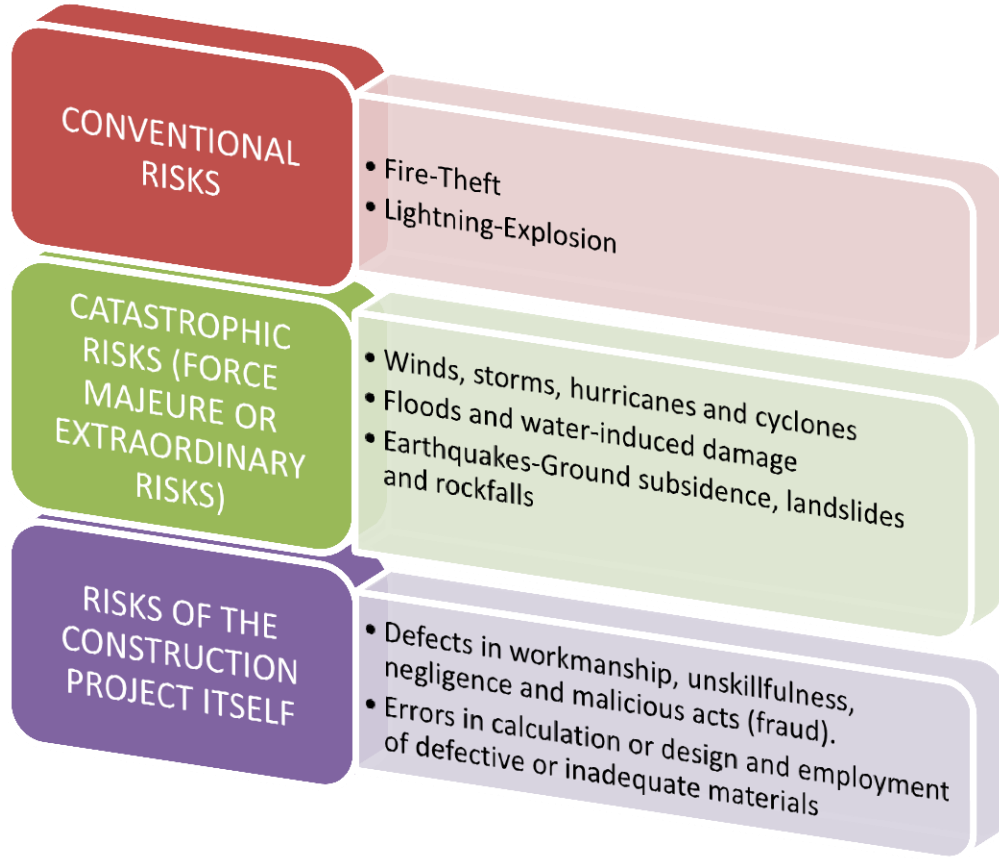 CONVENTIONAL
RISKS
• Fire-Theft
• Lightning-Explosion
CATASTROPHIC
RISKS (FORCE
MAJEURE OR
EXTRAORDINARY
RISKS)
• Winds, storms, hurricanes and cyclones
• Floods and water-induced damage
• Earthquakes-Ground subsidence, landslides
and rockfalls
RISKS OF THE
CONSTRUCTION
PROJECT ITSELF
• Defects in workmanship, unskillfulness,
negligence and malicious acts (fraud).
• Errors in calculation or design and employment
of defective or inadequate materials